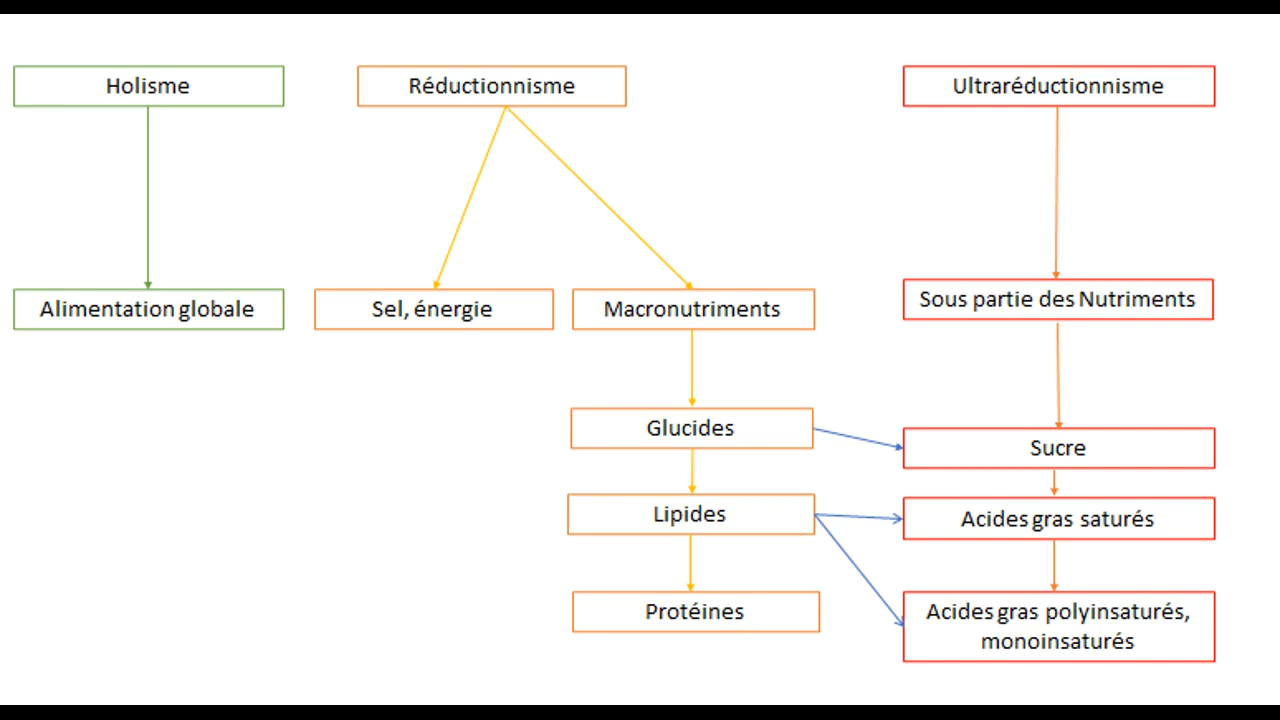 Holisme
Réductionnisme
Ultraréductionnisme
Alimentation globale
Sel, énergie
Macronutriments
Sous partie des Nutriments
Glucides
Sucre
Lipides
Acides gras saturés
Protéines
Acides gras polyinsaturés,
monoinsaturés